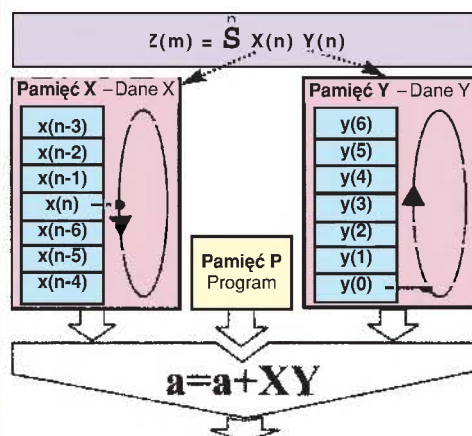 n
Z(m) = S X(n) Y(n)
Pamięć X –Dane X
x(n-3)
x(n-2)
x(n-1)
x(n)
x(n-6)
x(n-5)
x(n-4)
Pamięć P
Program
Pamięć Y –Dane Y
y(6)
y(5)
y(4)
y(3)
y(2)
y(1)
y(0)
a=a+XY